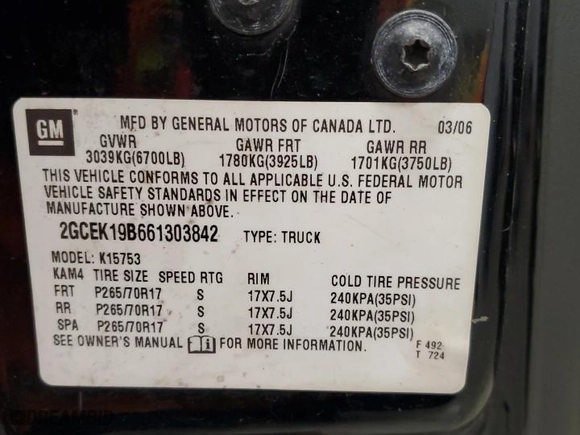 GM
MFD BY GENERAL MOTORS OF CANADA LTD. 03/06
GVWR GAWR FRT GAWR RR
3039KG(6700LB) 1780KG(3925LB) 1701KG(3750LB)
THIS VEHICLE CONFORMS TO ALL APPLICABLE U.S. FEDERAL MOTOR
VEHICLE SAFETY STANDARDS IN EFFECT ON THE DATE OF
MANUFACTURE SHOWN ABOVE.
2GCEK19B661303842 TYPE: TRUCK
MODEL: K15753
KAM4 TIRE SIZE SPEED RTG RIM COLD TIRE PRESSURE
FRT P265/70R17 S 17X7.5J 240KPA(35PSI)
RR P265/70R17 S 17X7.5J 240KPA(35PSI)
SPA P265/70R17 S 17X7.5J 240KPA(35PSI)
SEE OWNER'S MANUAL FOR MORE INFORMATION.
F 492
T 724